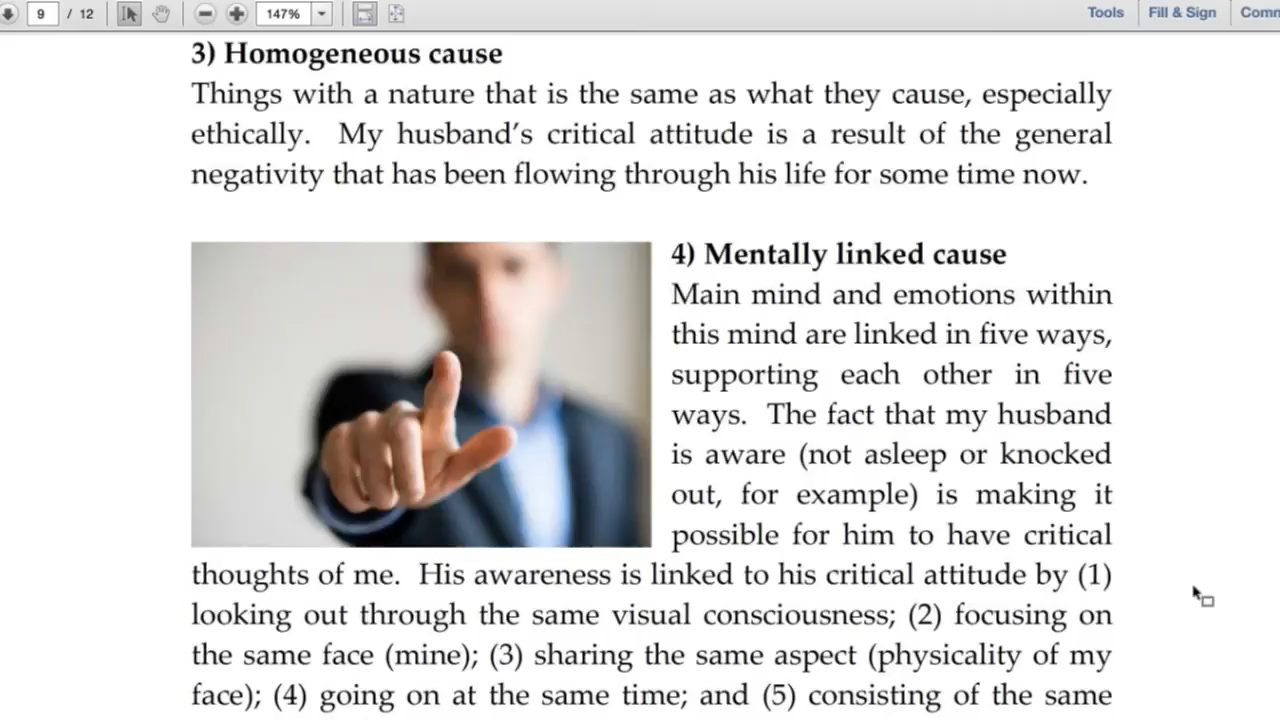 9 / 12 147% Tools Fill & Sign
3) Homogeneous cause
Things with a nature that is the same as what they cause, especially
ethically. My husband's critical attitude is a result of the general
negativity that has been flowing through his life for some time now.
4) Mentally linked cause
Main mind and emotions within
this mind are linked in five ways,
supporting each other in five
ways. The fact that my husband
is aware (not asleep or knocked
out, for example) is making it
possible for him to have critical
thoughts of me. His awareness is linked to his critical attitude by (1)
looking out through the same visual consciousness; (2) focusing on
the same face (mine); (3) sharing the same aspect (physicality of my
face); (4) going on at the same time; and (5) consisting of the same